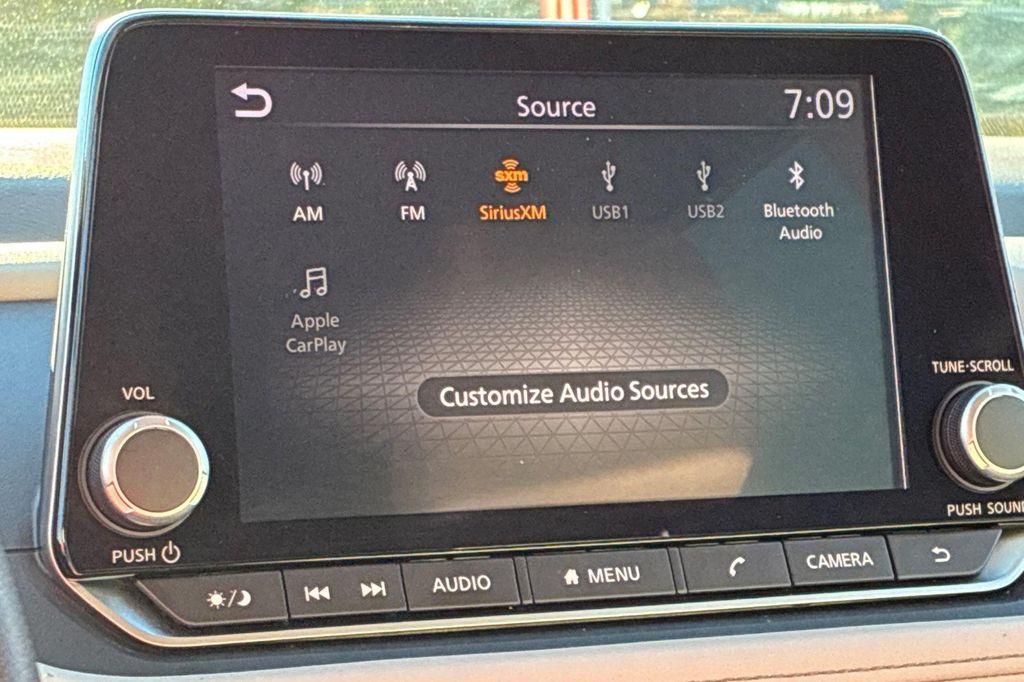 Source
7:09
sxm
AM
FM
SiriusXM
USB1
USB2
Bluetooth
Audio
Apple
CarPlay
Customize Audio Sources
VOL
PUSH
TUNE·SCROLL
PUSH SOUN
AUDIO
MENU
CAMERA